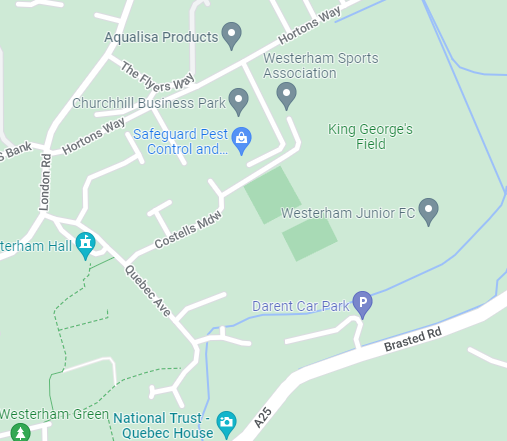 Hortons Way
Aqualisa Products
Westerham Sports
Association
The Flyers Way
Churchhill Business Park
King George's
Field
Hortons Way
Safeguard Pest
Control and...
S Bank
London Rd
Westerham Junior FC
Costells Mdw
terham Hall
Quebec Ave
Darent Car Park
P
Brasted Rd
A25
Westerham Green
National Trust -
Quebec House